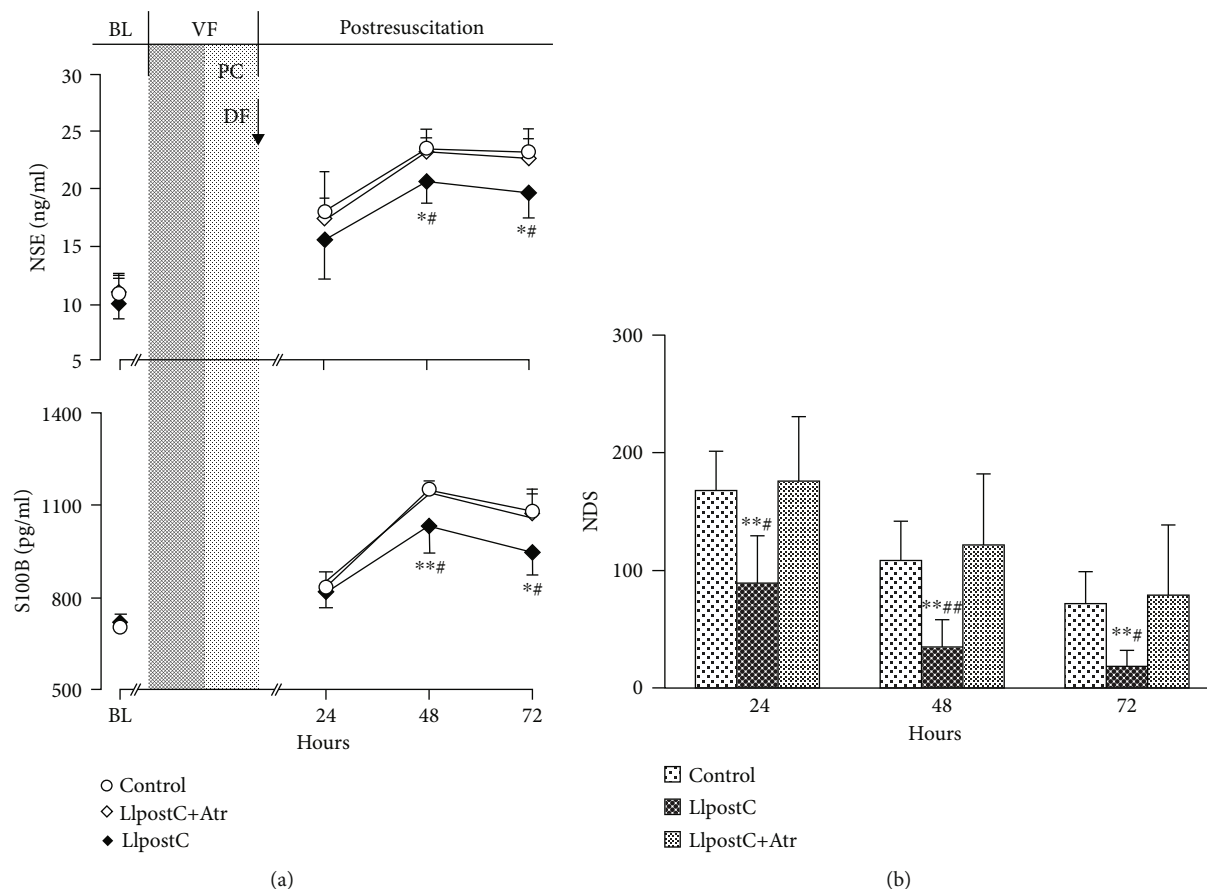 BL VF Postresuscitation
PC
DF
30
25
20
15
10
5
NSE (ng/ml)
*# *#
1400
1100
800
500
S100B (pg/ml)
**# *#
BL 24 48 72
Hours
Control
LlpostC+Atr
LlpostC
(a)
300
200
100
0
NDS
**# **## **#
24 48 72
Hours
Control
LlpostC
LlpostC+Atr
(b)